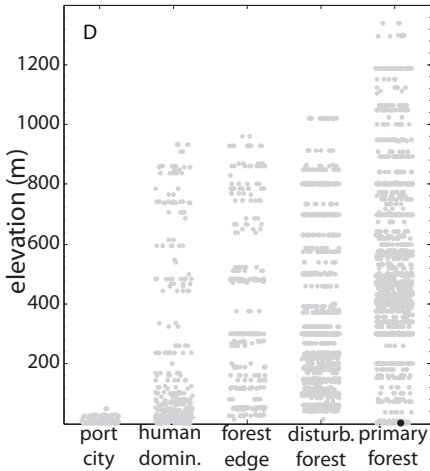 D
1200
1000
800
600
400
200
elevation (m)
port city
human domin.
forest edge
disturb. forest
primary forest